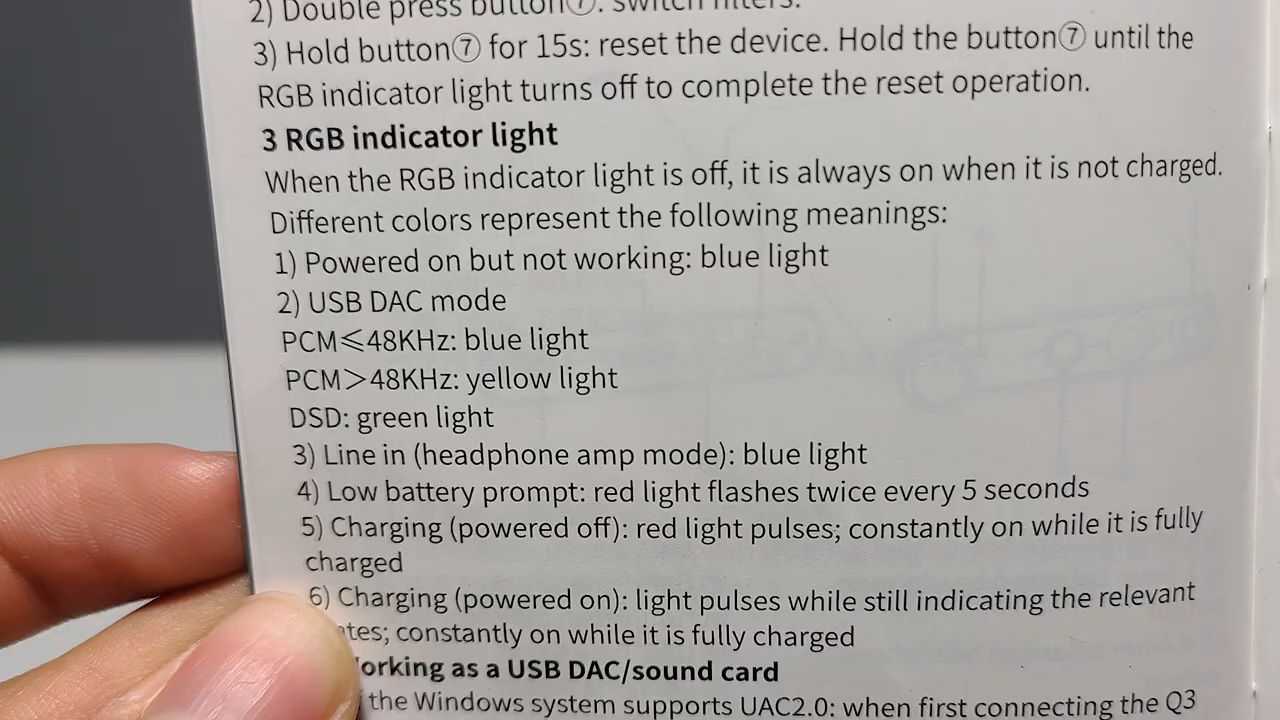 2) Double press button⑦: switch filters.
3) Hold button⑦ for 15s: reset the device. Hold the button⑦ until the
RGB indicator light turns off to complete the reset operation.
3 RGB indicator light
When the RGB indicator light is off, it is always on when it is not charged.
Different colors represent the following meanings:
1) Powered on but not working: blue light
2) USB DAC mode
PCM≤48KHz: blue light
PCM>48KHz: yellow light
DSD: green light
3) Line in (headphone amp mode): blue light
4) Low battery prompt: red light flashes twice every 5 seconds
5) Charging (powered off): red light pulses; constantly on while it is fully
charged
6) Charging (powered on): light pulses while still indicating the relevant
constantly on while it is fully charged
as a USB DAC/sound card
the Windows system supports UAC2.0: when first connecting the Q3